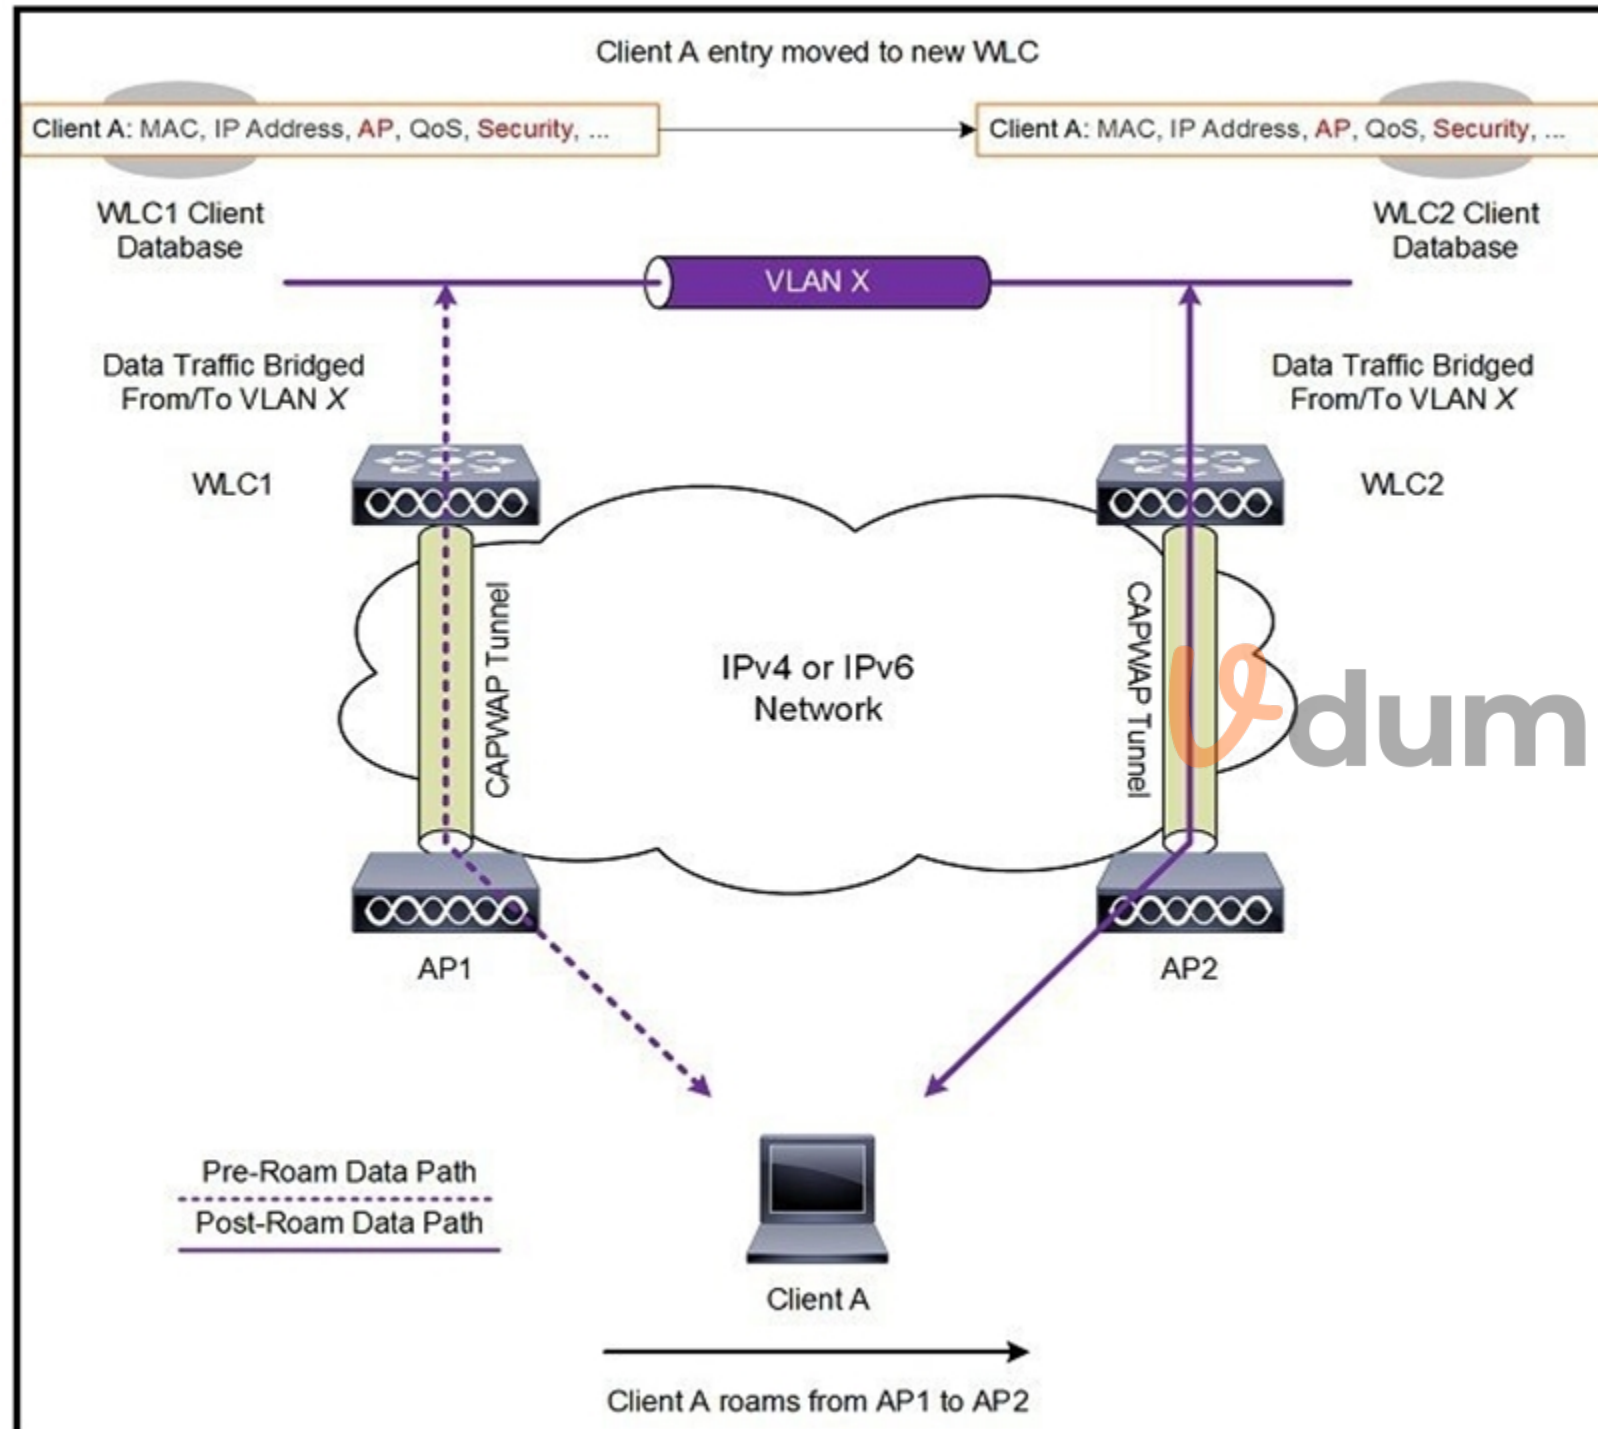 Client A entry moved to new WLC
Client A: MAC, IP Address, AP, QoS, Security, ...
Client A: MAC, IP Address, AP, QoS, Security, ...
WLC1 Client
Database
WLC2 Client
Database
VLAN X
Data Traffic Bridged
From/To VLAN X
Data Traffic Bridged
From/To VLAN X
WLC1
WLC2
CAPWAP Tunnel
IPv4 or IPv6
Network
CAPWAP Tunnel
dum
AP1
AP2
Pre-Roam Data Path
Post-Roam Data Path
Client A
Client A roams from AP1 to AP2